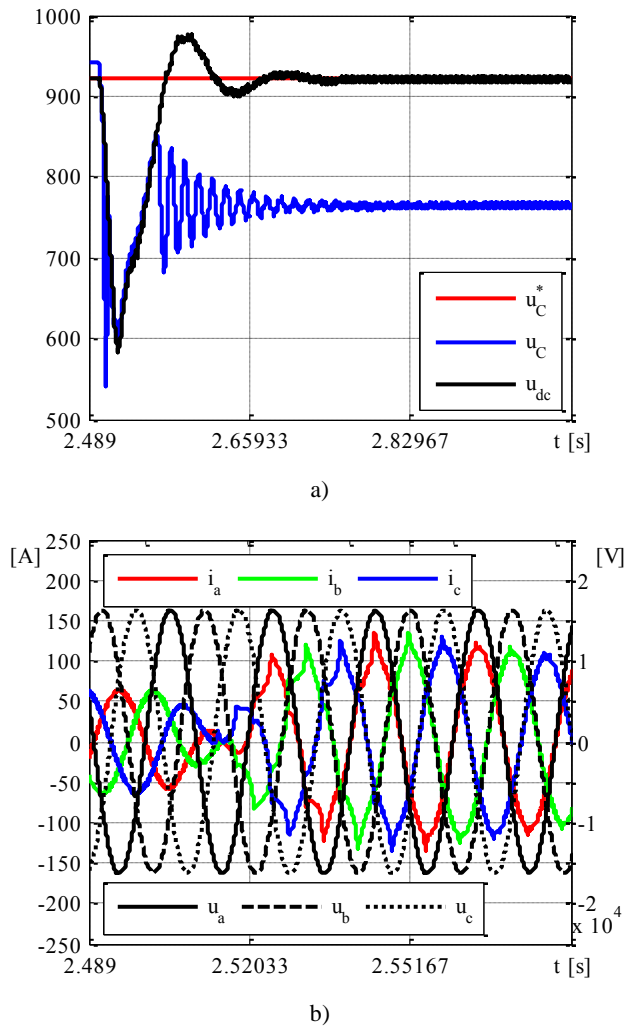 1000
900
800
700
600
500
u*C
uC
udc
2.489 2.65933 2.82967 t [s]
a)
[A] [V]
250
200
150
100
50
0
-50
-100
-150
-200
-250
2
1
0
-1
-2
x 10^4
ia ib ic
ua ub uc
2.489 2.52033 2.55167 t [s]
b)